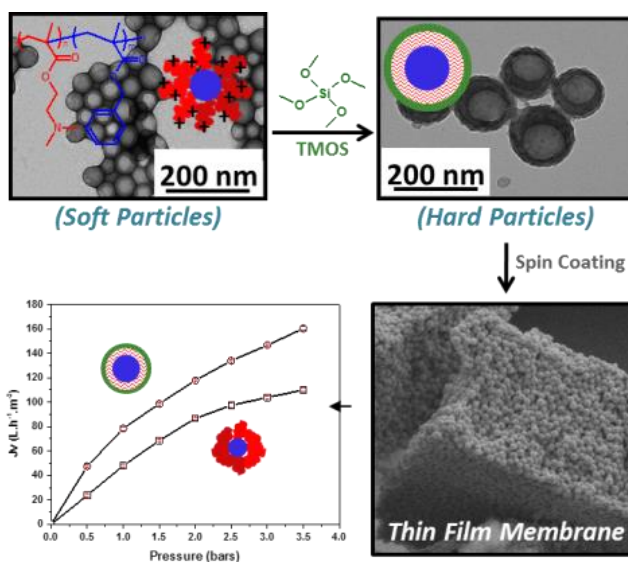 n
O
O
O
O
N
+ + + + + + + +
200 nm
(Soft Particles)
O
O
Si
O
O
TMOS
200 nm
(Hard Particles)
Spin Coating
Thin Film Membrane
180
160
140
120
100
80
60
40
20
0
Jv (L.h⁻¹.m⁻²)
0.5 1.0 1.5 2.0 2.5 3.0 3.5 4.0
Pressure (bars)